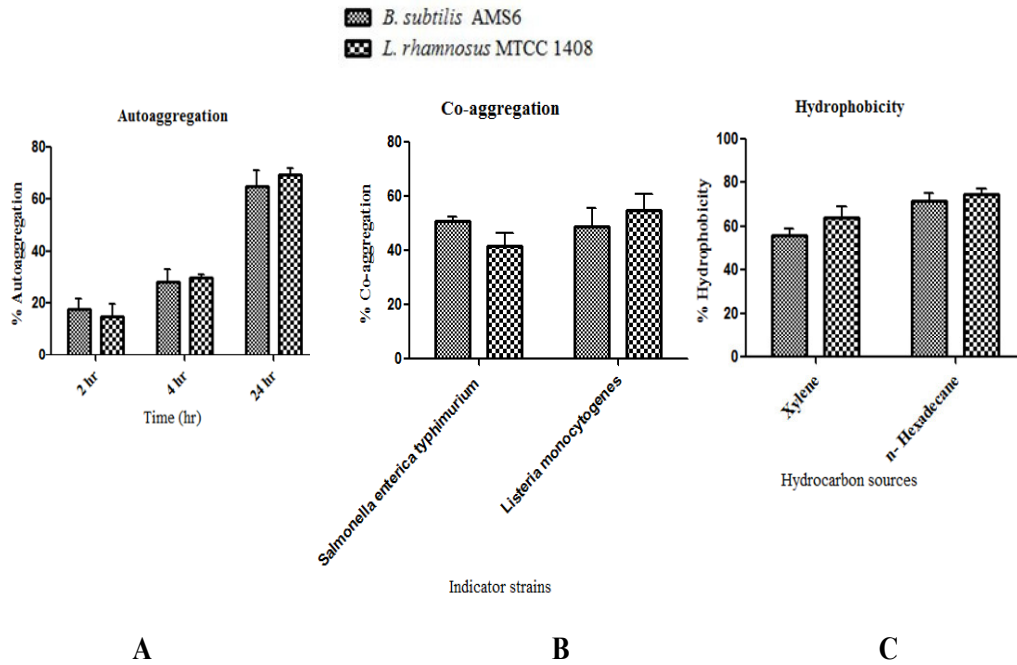 B. subtilis AMS6
L. rhamnosus MTCC 1408
Autoaggregation
% Autoaggregation
80
60
40
20
0
2 hr
4 hr
24 hr
Time (hr)
Co-aggregation
% Co-aggregation
80
60
40
20
0
Salmonella enterica typhimurium
Listeria monocytogenes
Indicator strains
Hydrophobicity
% Hydrophobicity
100
80
60
40
20
0
Xylene
n- Hexadecane
Hydrocarbon sources
A
B
C